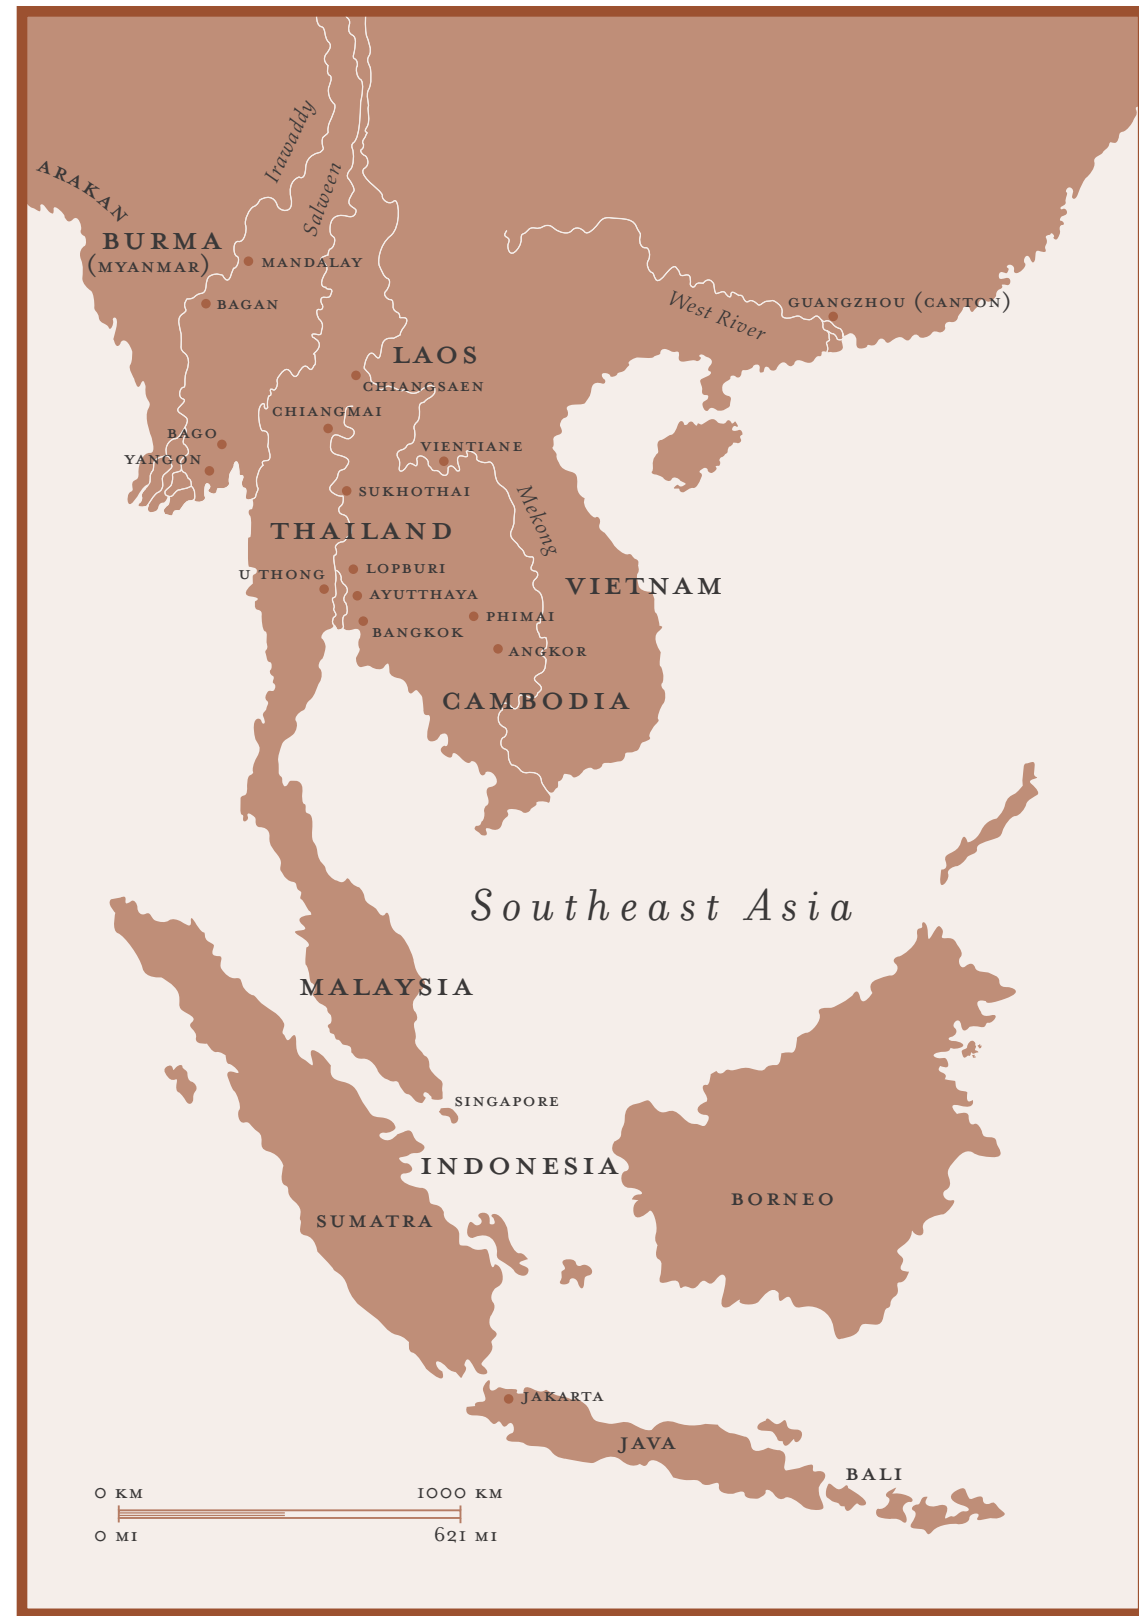 Irawaddy
Salween
ARAKAN
BURMA
(MYANMAR)
MANDALAY
BAGAN
West River
GUANGZHOU (CANTON)
LAOS
CHIANGSAEN
CHIANGMAI
BAGO
YANGON
VIENTIANE
SUKHOTHAI
Mekong
THAILAND
U THONG
LOPBURI
AYUTTHAYA
VIETNAM
PHIMAI
BANGKOK
ANGKOR
CAMBODIA
Southeast Asia
MALAYSIA
SINGAPORE
INDONESIA
BORNEO
SUMATRA
JAKARTA
JAVA
BALI
0 KM 1000 KM
0 MI 621 MI